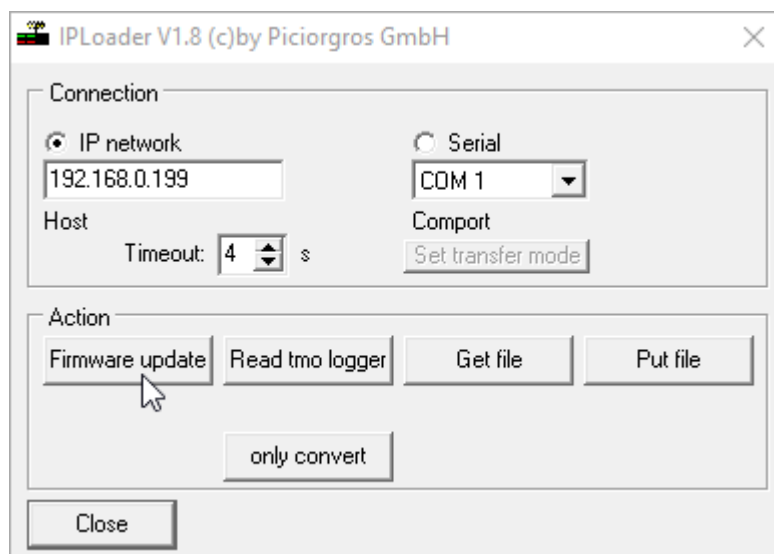 IPLoader V1.8 (c)by Piciorgros GmbH
Connection
IP network
Serial
192.168.0.199
COM 1
Host
Comport
Timeout: 4 s
Set transfer mode
Action
Firmware update
Read tmo logger
Get file
Put file
only convert
Close